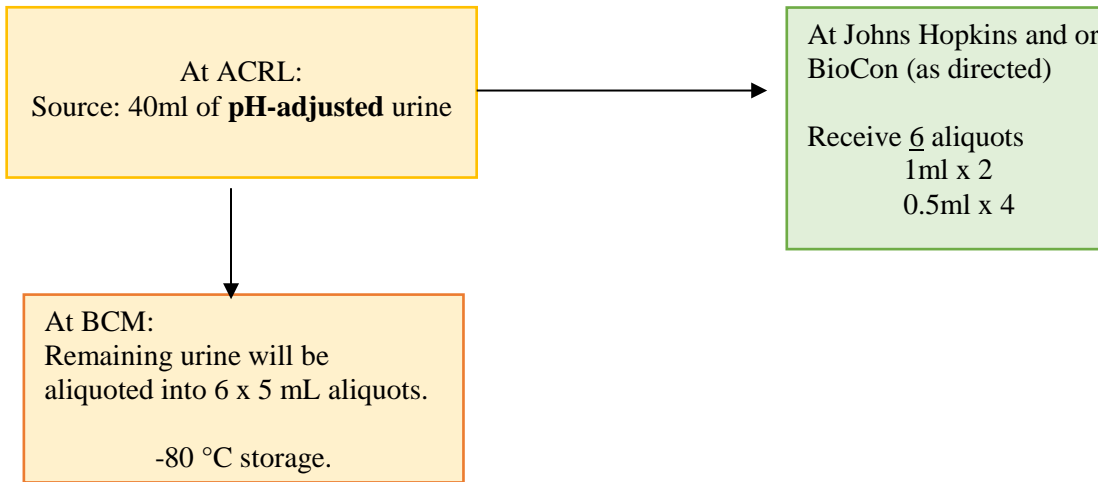 At ACRL:
Source: 40ml of pH-adjusted urine
At Johns Hopkins and or
BioCon (as directed)
Receive 6 aliquots
1ml x 2
0.5ml x 4
At BCM:
Remaining urine will be
aliquoted into 6 x 5 mL aliquots.
-80 °C storage.